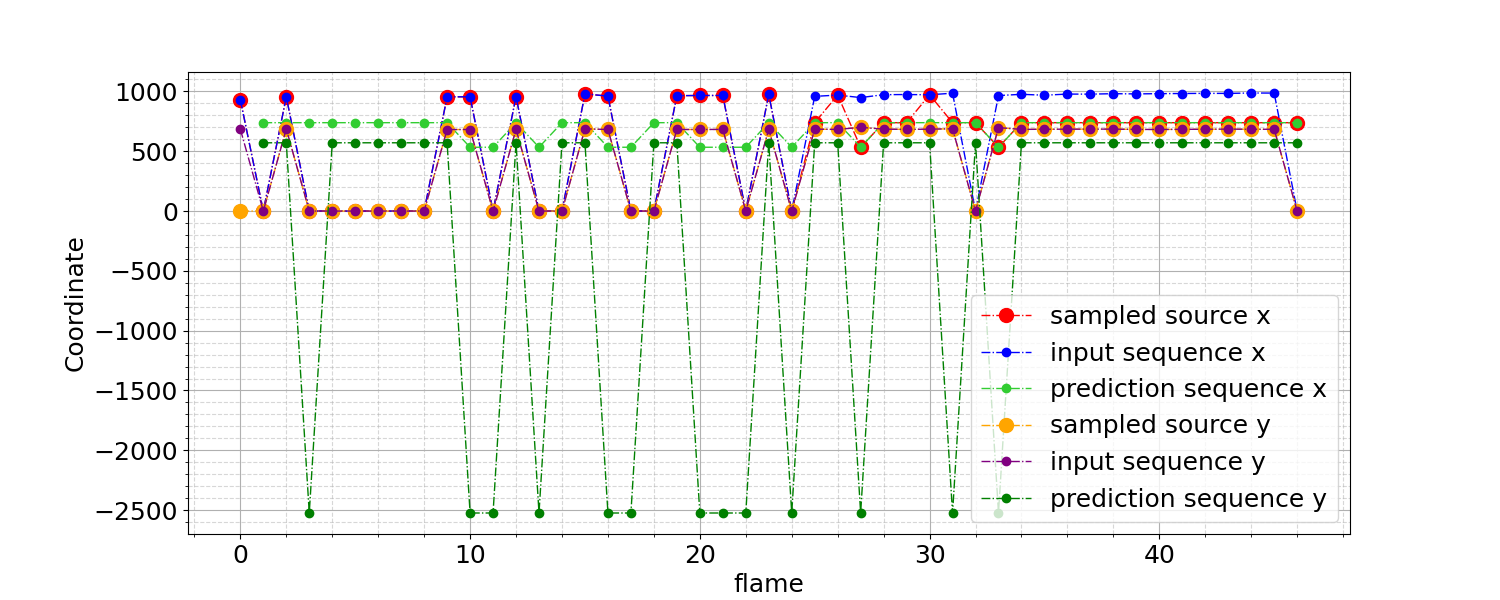 1000
500
0
−500
−1000
−1500
−2000
−2500
Coordinate
0 10 20 30 40
flame
sampled source x
input sequence x
prediction sequence x
sampled source y
input sequence y
prediction sequence y